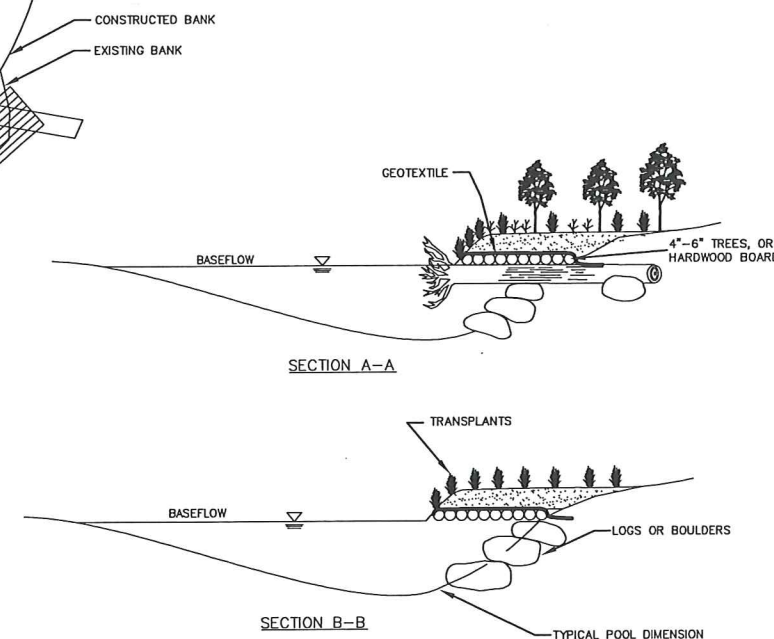 CONSTRUCTED BANK
EXISTING BANK
GEOTEXTILE
4"-6" TREES, OR
HARDWOOD BOARD
BASEFLOW
SECTION A-A
TRANSPLANTS
BASEFLOW
LOGS OR BOULDERS
SECTION B-B
TYPICAL POOL DIMENSION